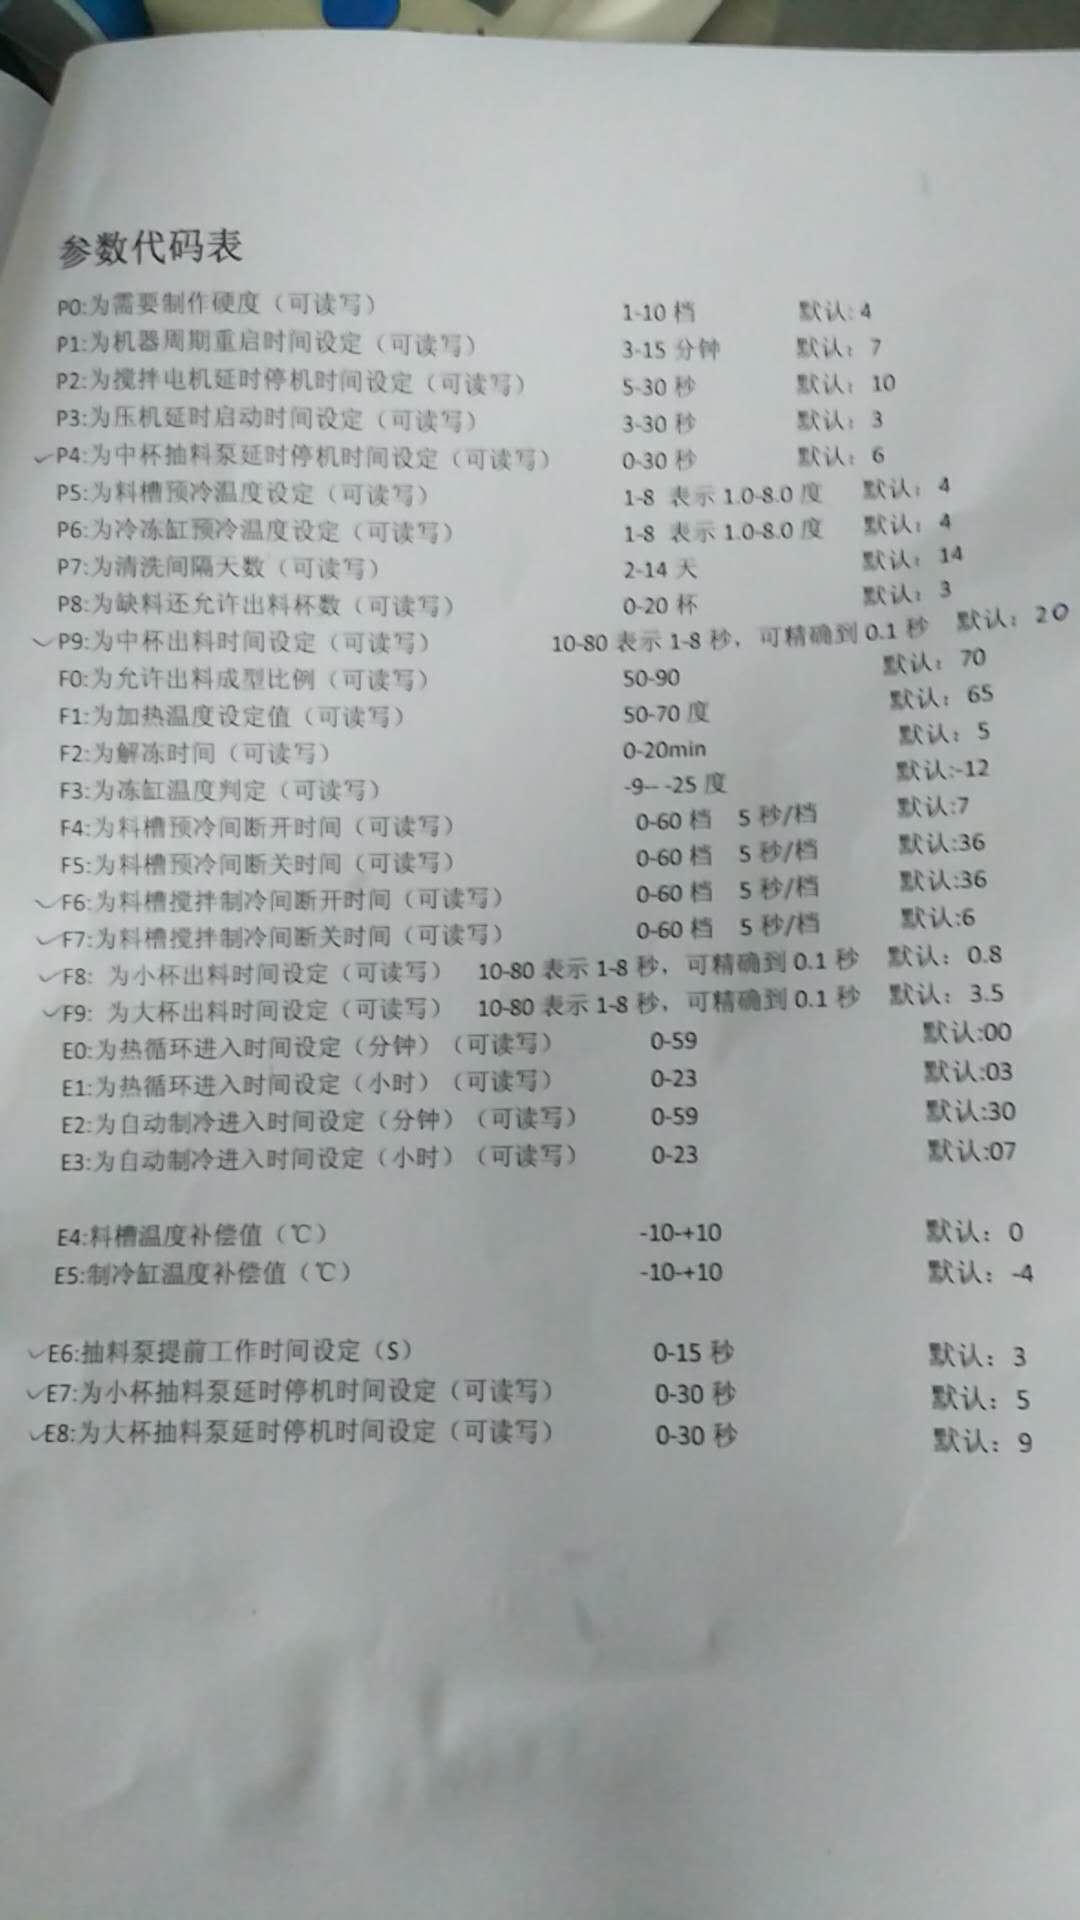 参数代码表
P0:为需要制作硬度（可读写） 1-10 档 默认: 4
P1:为机器周期重启时间设定（可读写） 3-15 分钟 默认：7
P2:为搅拌电机延时停机时间设定（可读写） 5-30 秒 默认：10
P3:为压机延时启动时间设定（可读写） 3-30 秒 默认：3
✓P4:为中杯抽料泵延时停机时间设定（可读写） 0-30 秒 默认：6
P5:为料槽预冷温度设定（可读写） 1-8 表示 1.0-8.0 度 默认：4
P6:为冷冻缸预冷温度设定（可读写） 1-8 表示 1.0-8.0 度 默认：4
P7:为清洗间隔天数（可读写） 2-14 天 默认：14
P8:为缺料还允许出料杯数（可读写） 0-20 杯 默认：3
✓P9:为中杯出料时间设定（可读写） 10-80 表示 1-8 秒，可精确到 0.1 秒 默认：20
F0:为允许出料成型比例（可读写） 50-90 默认：70
F1:为加热温度设定值（可读写） 50-70 度 默认：65
F2:为解冻时间（可读写） 0-20min 默认：5
F3:为冻缸温度判定（可读写） -9-- -25 度 默认:-12
F4:为料槽预冷间断开时间（可读写） 0-60 档 5 秒/档 默认:7
F5:为料槽预冷间断关时间（可读写） 0-60 档 5 秒/档 默认:36
✓F6:为料槽搅拌制冷间断开时间（可读写） 0-60 档 5 秒/档 默认:36
✓F7:为料槽搅拌制冷间断关时间（可读写） 0-60 档 5 秒/档 默认:6
✓F8: 为小杯出料时间设定（可读写） 10-80 表示 1-8 秒，可精确到 0.1 秒 默认：0.8
✓F9: 为大杯出料时间设定（可读写） 10-80 表示 1-8 秒，可精确到 0.1 秒 默认：3.5
E0:为热循环进入时间设定（分钟）（可读写） 0-59 默认:00
E1:为热循环进入时间设定（小时）（可读写） 0-23 默认:03
E2:为自动制冷进入时间设定（分钟）（可读写） 0-59 默认:30
E3:为自动制冷进入时间设定（小时）（可读写） 0-23 默认:07
E4:料槽温度补偿值（℃） -10-+10 默认：0
E5:制冷缸温度补偿值（℃） -10-+10 默认：-4
✓E6:抽料泵提前工作时间设定（S） 0-15 秒 默认：3
✓E7:为小杯抽料泵延时停机时间设定（可读写） 0-30 秒 默认：5
✓E8:为大杯抽料泵延时停机时间设定（可读写） 0-30 秒 默认：9